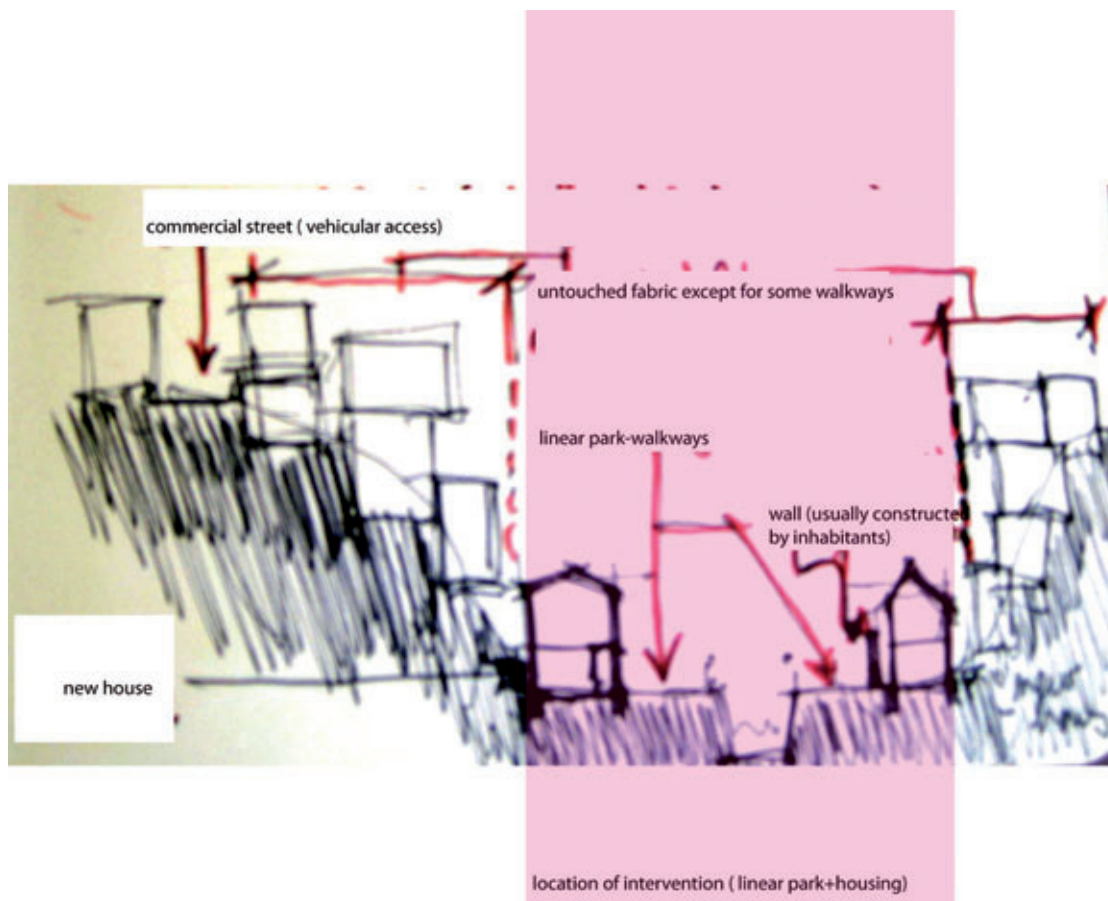 commercial street ( vehicular access)
untouched fabric except for some walkways
linear park-walkways
wall (usually constructed
by inhabitants)
new house
location of intervention ( linear park+housing)